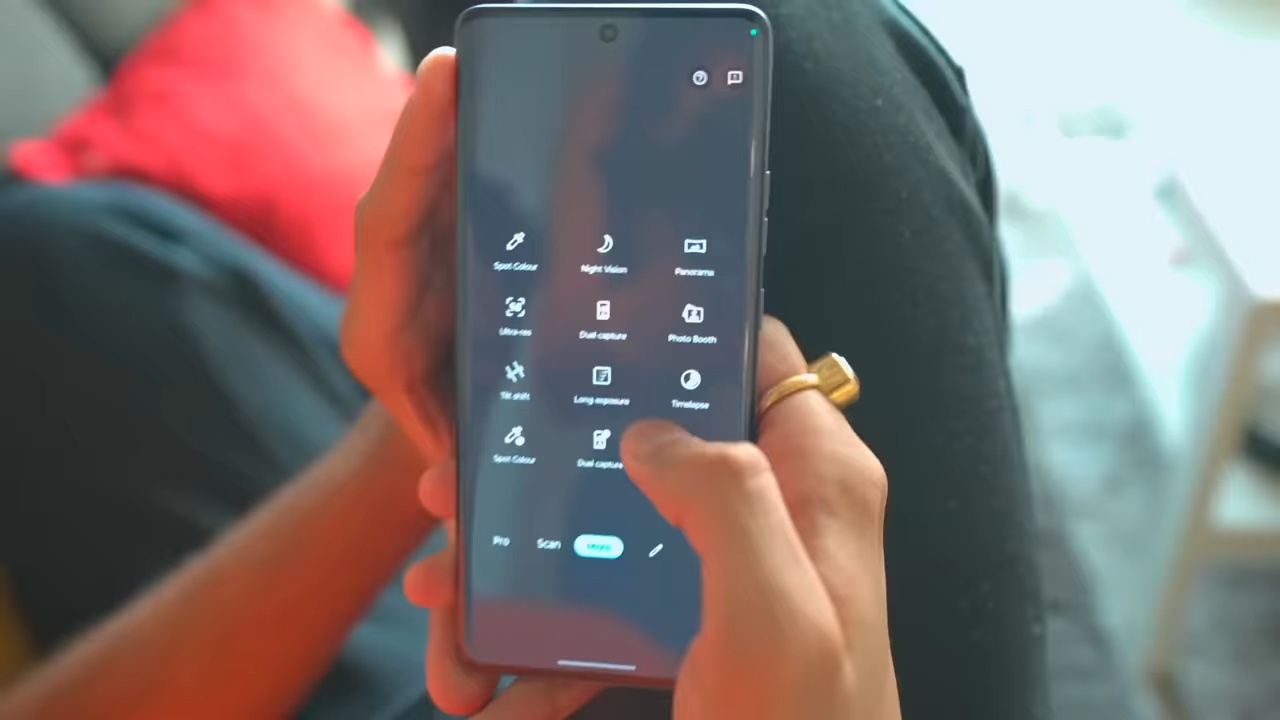 Spot Colour
Night Vision
Panorama
Ultra-res
Dual capture
Photo Booth
Tilt shift
Long exposure
Timelapse
Spot Colour
Dual capture
Pro
Scan
More